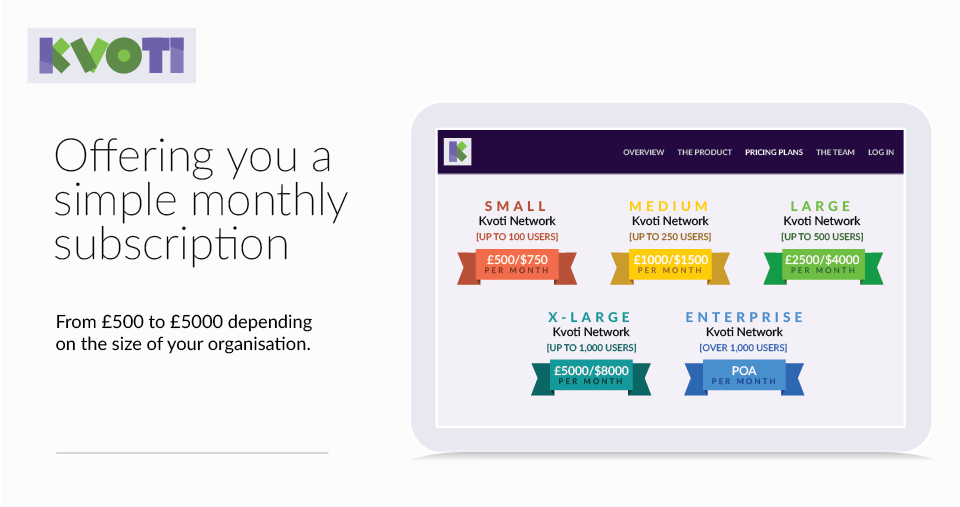 KVOTI
Offering you a
simple monthly
subscription
From £500 to £5000 depending
on the size of your organisation.
K
OVERVIEW THE PRODUCT PRICING PLANS THE TEAM LOG IN
SMALL
Kvoti Network
[UP TO 100 USERS]
£500/$750
PER MONTH
MEDIUM
Kvoti Network
[UP TO 250 USERS]
£1000/$1500
PER MONTH
LARGE
Kvoti Network
[UP TO 500 USERS]
£2500/$4000
PER MONTH
X-LARGE
Kvoti Network
[UP TO 1,000 USERS]
£5000/$8000
PER MONTH
ENTERPRISE
Kvoti Network
[OVER 1,000 USERS]
POA
PER MONTH